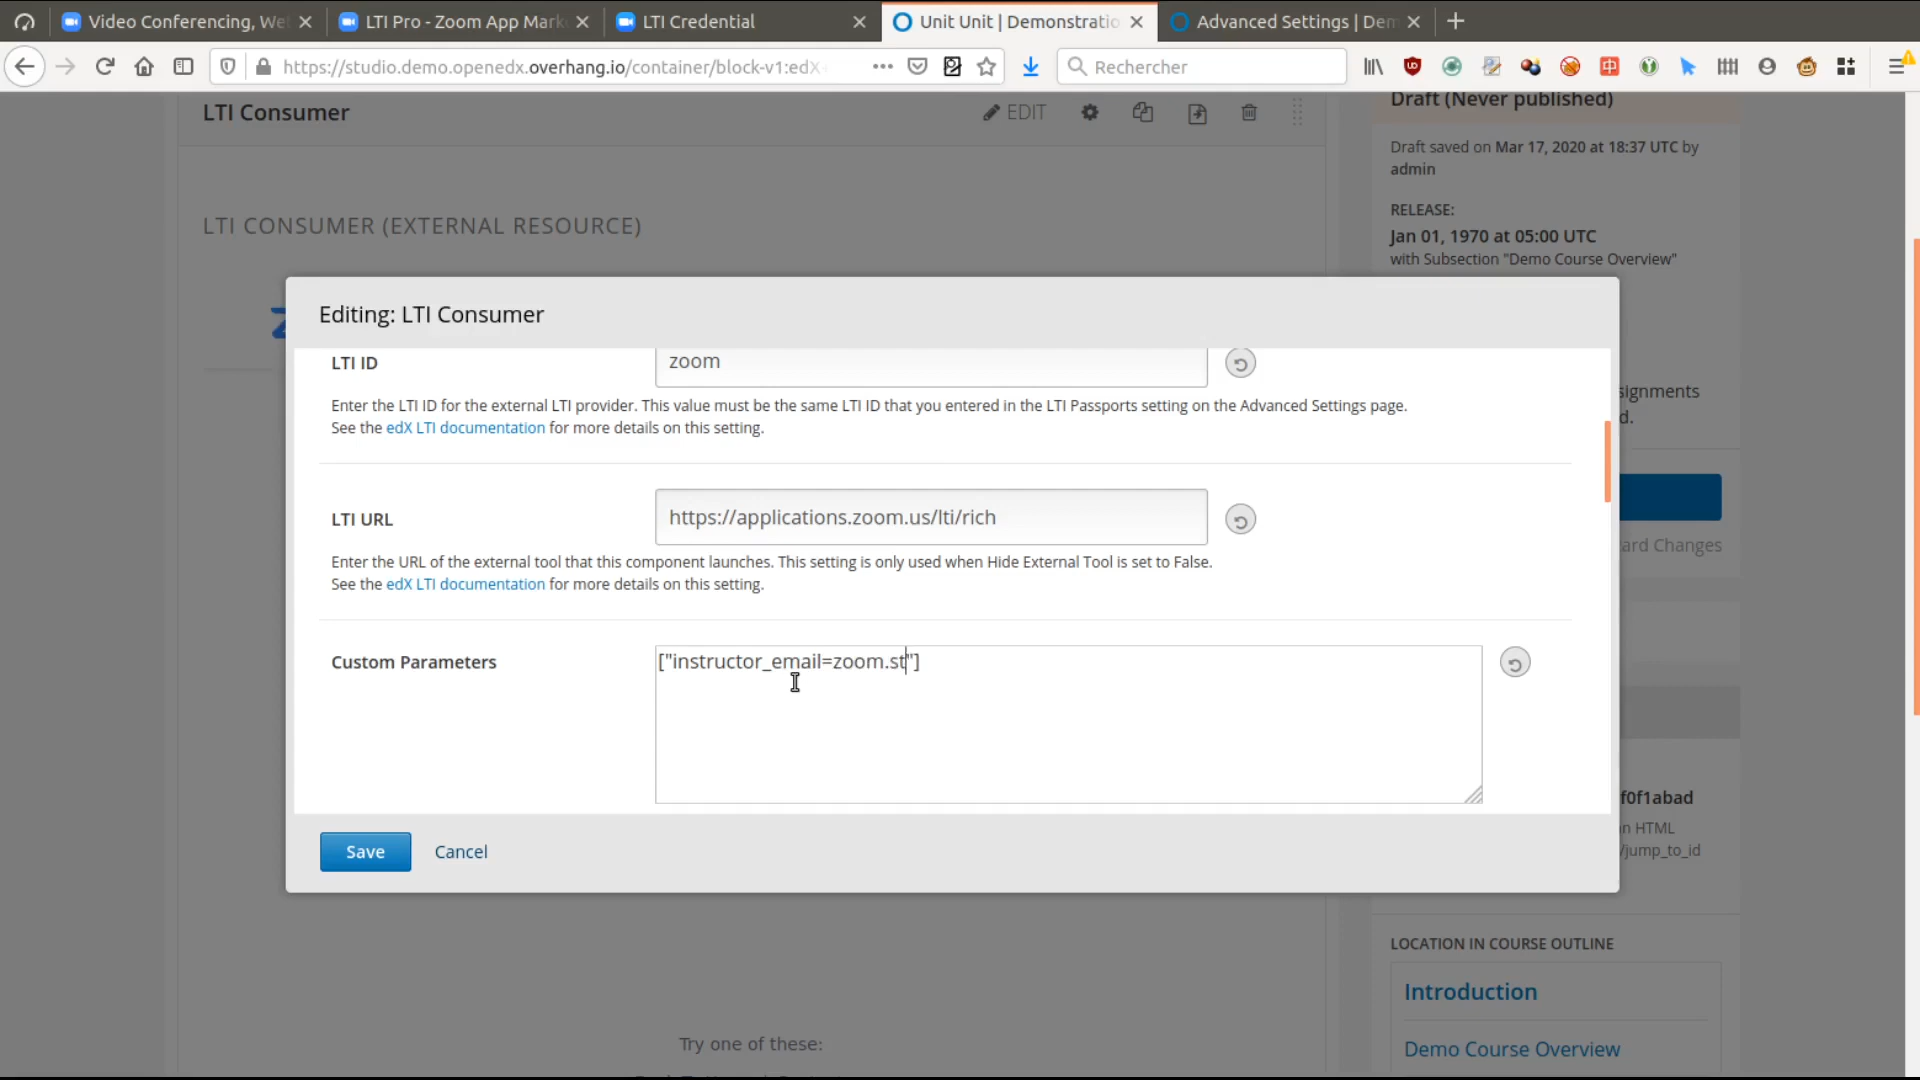 Video Conferencing, We
LTI Pro - Zoom App Mark
LTI Credential
Unit Unit | Demonstratio
Advanced Settings | Dem
https://studio.demo.openedx.overhang.io/container/block-v1:edX
Rechercher
LTI Consumer
EDIT
LTI CONSUMER (EXTERNAL RESOURCE)
Draft (Never published)
Draft saved on Mar 17, 2020 at 18:37 UTC by
admin
RELEASE:
Jan 01, 1970 at 05:00 UTC
with Subsection "Demo Course Overview"
Editing: LTI Consumer
LTI ID
zoom
Enter the LTI ID for the external LTI provider. This value must be the same LTI ID that you entered in the LTI Passports setting on the Advanced Settings page.
See the edX LTI documentation for more details on this setting.
LTI URL
https://applications.zoom.us/lti/rich
Enter the URL of the external tool that this component launches. This setting is only used when Hide External Tool is set to False.
See the edX LTI documentation for more details on this setting.
Custom Parameters
["instructor_email=zoom.st"]
Save
Cancel
signments
d.
ard Changes
f0f1abad
n HTML
/jump_to_id
LOCATION IN COURSE OUTLINE
Introduction
Demo Course Overview
Try one of these: